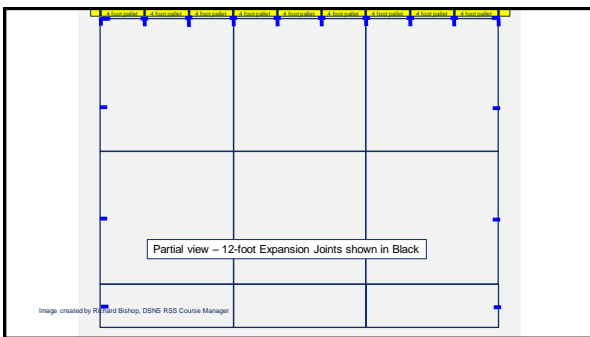 4 foot pallet 4 foot pallet 4 foot pallet 4 foot pallet 4 foot pallet 4 foot pallet 4 foot pallet 4 foot pallet 4 foot pallet
Partial view – 12-foot Expansion Joints shown in Black
Image created by Richard Bishop, DSNS RSS Course Manager